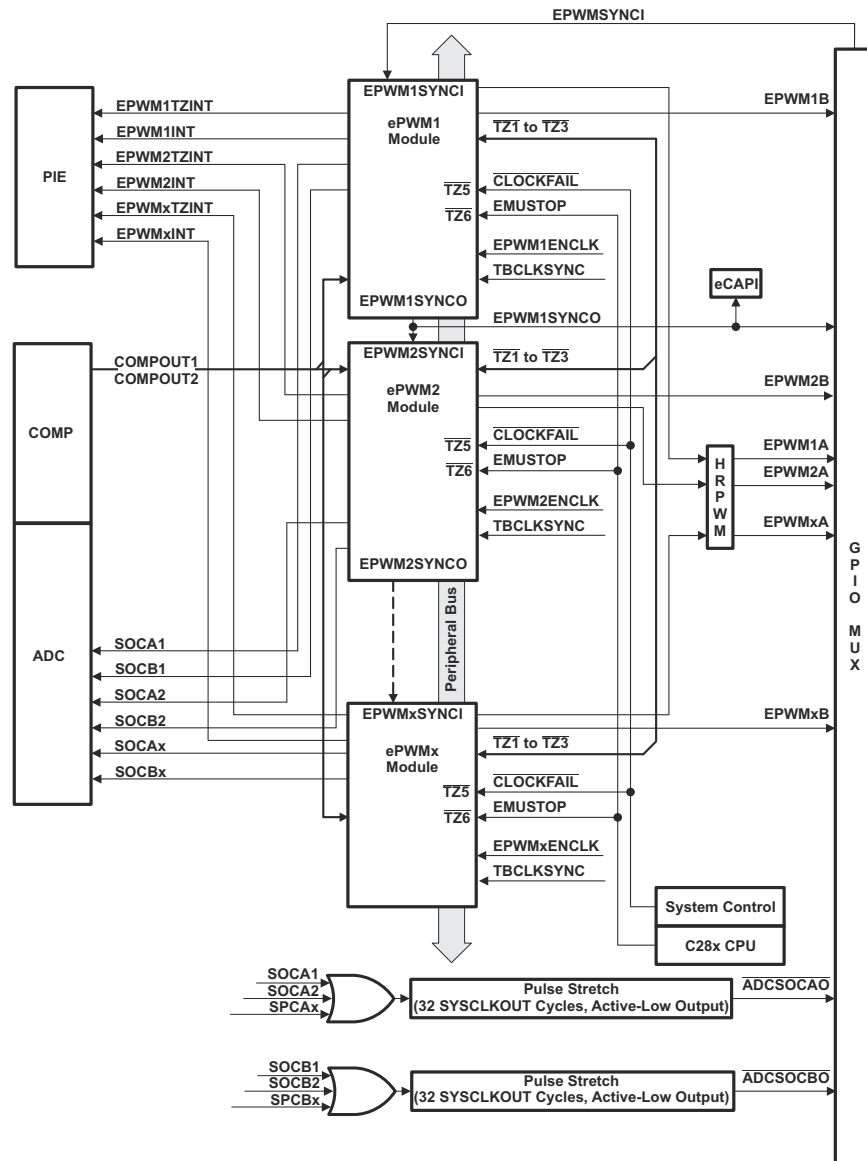 EPWMSYNCI
EPWM1SYNCI
ePWM1
Module
TZ1 to TZ3
TZ5
CLOCKFAIL
TZ6
EMUSTOP
EPWM1ENCLK
TBCLKSYNC
EPWM1SYNCO
EPWM1B
PIE
EPWM1TZINT
EPWM1INT
EPWM2TZINT
EPWM2INT
EPWMxTZINT
EPWMxINT
eCAPI
EPWM1SYNCO
COMP
COMPOUT1
COMPOUT2
EPWM2SYNCI
ePWM2
Module
TZ1 to TZ3
TZ5
CLOCKFAIL
TZ6
EMUSTOP
EPWM2ENCLK
TBCLKSYNC
EPWM2SYNCO
EPWM2B
HRPWM
EPWM1A
EPWM2A
EPWMxA
GPIO MUX
ADC
SOCA1
SOCB1
SOCA2
SOCB2
SOCAx
SOCBx
Peripheral Bus
EPWMxSYNCI
ePWMx
Module
TZ1 to TZ3
TZ5
CLOCKFAIL
TZ6
EMUSTOP
EPWMxENCLK
TBCLKSYNC
EPWMxB
System Control
C28x CPU
SOCA1
SOCA2
SPCAx
Pulse Stretch
(32 SYSCLKOUT Cycles, Active-Low Output)
ADCSOCAO
SOCB1
SOCB2
SPCBx
Pulse Stretch
(32 SYSCLKOUT Cycles, Active-Low Output)
ADCSOCBO